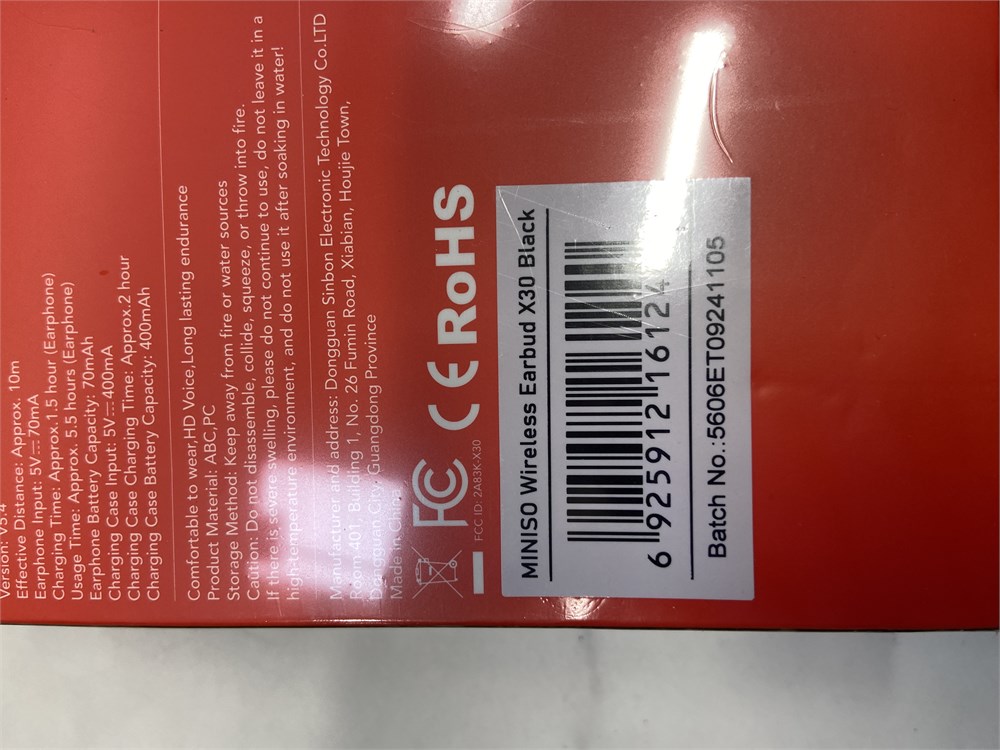 Version: V5.4
Effective Distance: Approx. 10m
Earphone Input: 5V⎓70mA
Charging Time: Approx.1.5 hour (Earphone)
Usage Time: Approx. 5.5 hours (Earphone)
Earphone Battery Capacity: 70mAh
Charging Case Input: 5V⎓400mA
Charging Case Charging Time: Approx.2 hour
Charging Case Battery Capacity: 400mAh
Comfortable to wear,HD Voice,Long lasting endurance
Product Material: ABC,PC
Storage Method: Keep away from fire or water sources
Caution: Do not disassemble, collide, squeeze, or throw into fire.
If there is severe swelling, please do not continue to use, do not leave it in a
high-temperature environment, and do not use it after soaking in water!
Manufacturer and address: Dongguan Sinbon Electronic Technology Co.LTD
Room 401, Building 1, No. 26 Fumin Road, Xiabian, Houjie Town,
Dongguan City, Guangdong Province
Made in China
FC CE RoHS
FCC ID: 2A83K-X30
MINISO Wireless Earbud X30 Black
6 925912 116124
Batch No.:5606ET09241105